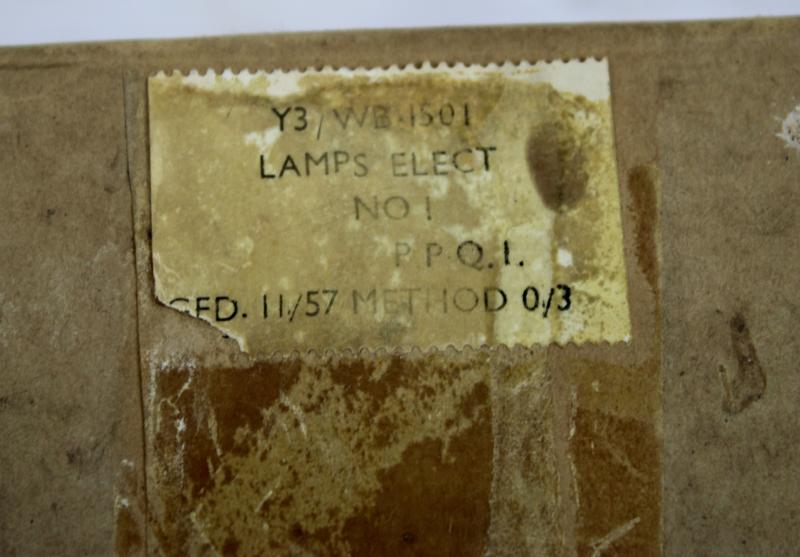 Y3/WB 1501
LAMPS ELECT
NO 1
P P Q.1.
GED. 11/57 METHOD 0/3